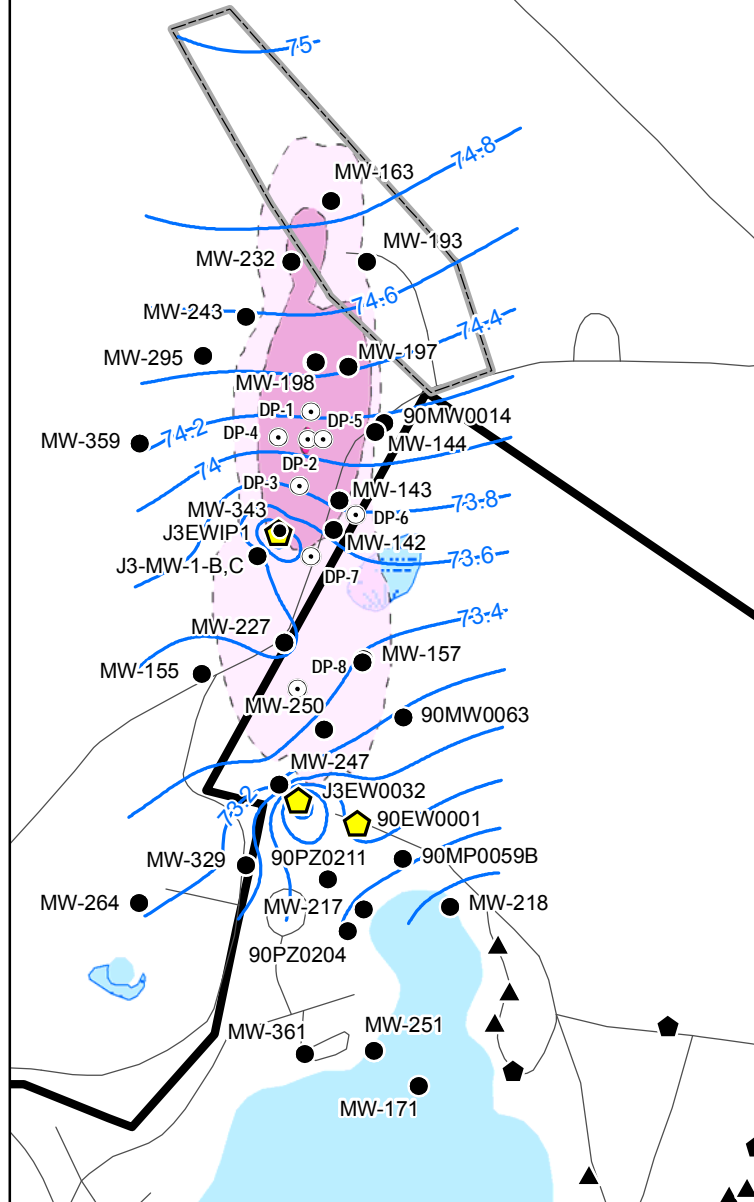 75
74.8
MW-163
MW-193
MW-232
74.6
MW-243
74.4
MW-295
MW-197
MW-198
DP-1
DP-5
90MW0014
74.2
DP-4
MW-359
MW-144
DP-2
74
DP-3
MW-143
73.8
MW-343
DP-6
J3EWIP1
MW-142
73.6
J3-MW-1-B,C
DP-7
73.4
MW-227
MW-157
DP-8
MW-155
MW-250
90MW0063
MW-247
J3EW0032
73.2
90EW0001
90PZ0211
90MP0059B
MW-329
MW-264
MW-217
MW-218
90PZ0204
MW-361
MW-251
MW-171